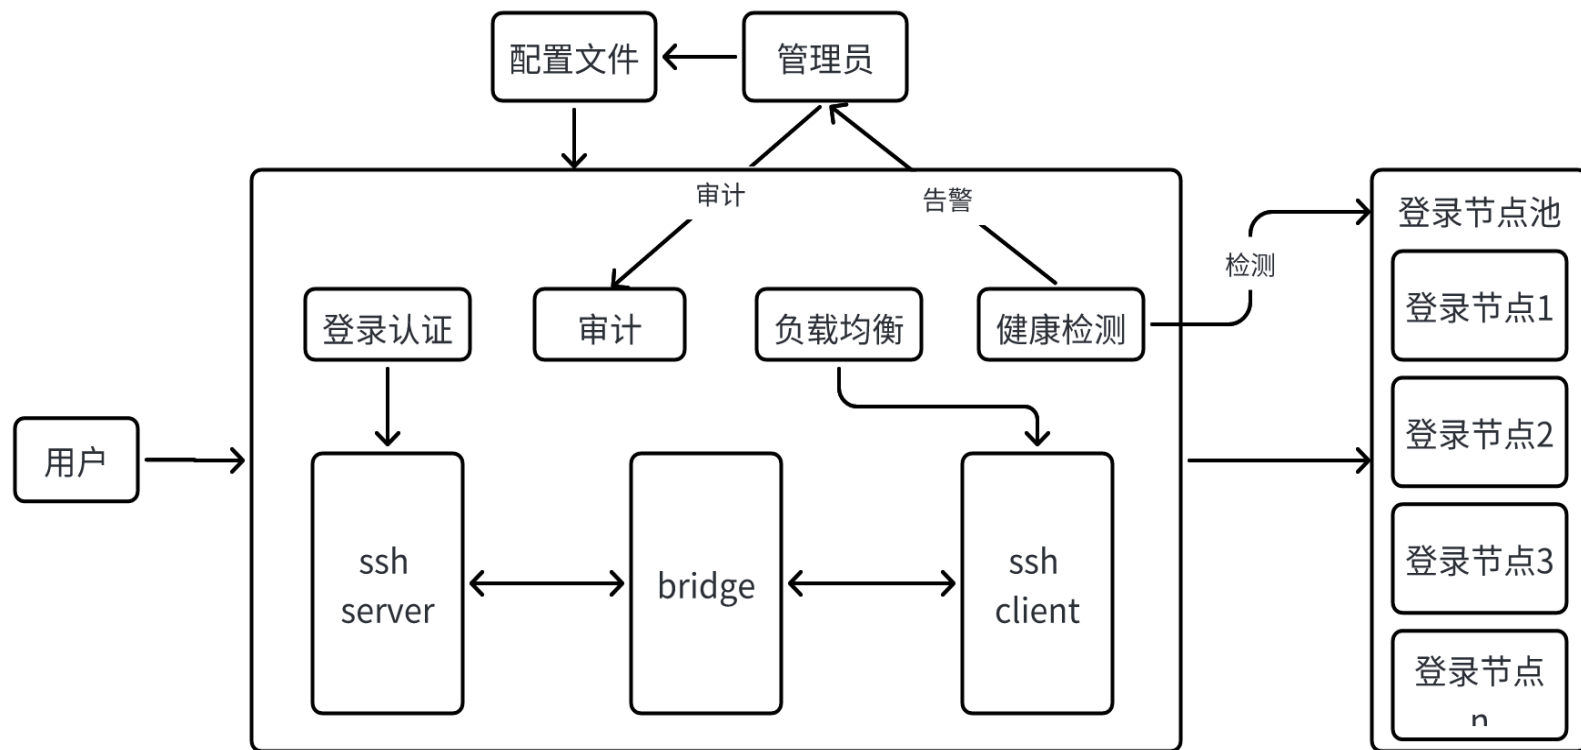 配置文件
管理员
审计
告警
登录节点池
检测
登录认证
审计
负载均衡
健康检测
登录节点1
用户
登录节点2
ssh
server
bridge
ssh
client
登录节点3
登录节点
n